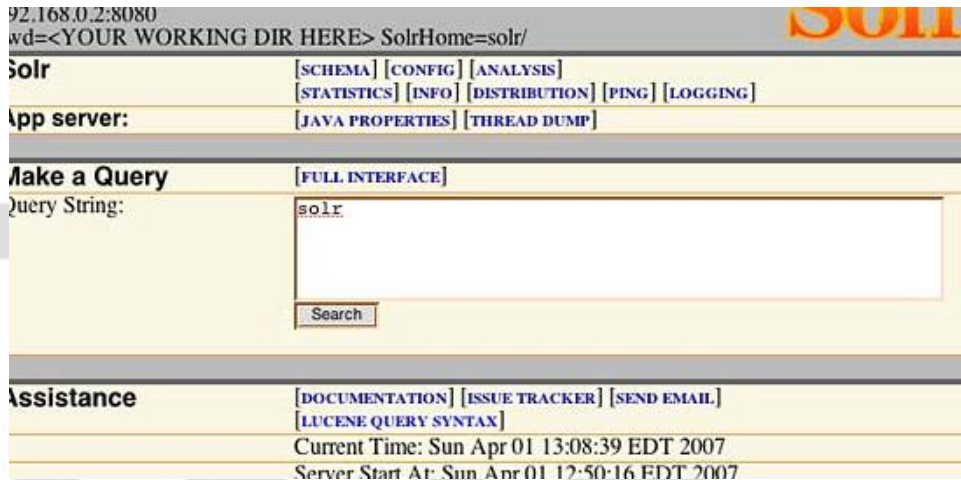 92.168.0.2:8080
wd=<YOUR WORKING DIR HERE> SolrHome=solr/
Solr
Solr
[SCHEMA] [CONFIG] [ANALYSIS]
[STATISTICS] [INFO] [DISTRIBUTION] [PING] [LOGGING]
App server:
[JAVA PROPERTIES] [THREAD DUMP]
Make a Query
[FULL INTERFACE]
Query String:
solr
Search
Assistance
[DOCUMENTATION] [ISSUE TRACKER] [SEND EMAIL]
[LUCENE QUERY SYNTAX]
Current Time: Sun Apr 01 13:08:39 EDT 2007
Server Start At: Sun Apr 01 12:50:16 EDT 2007